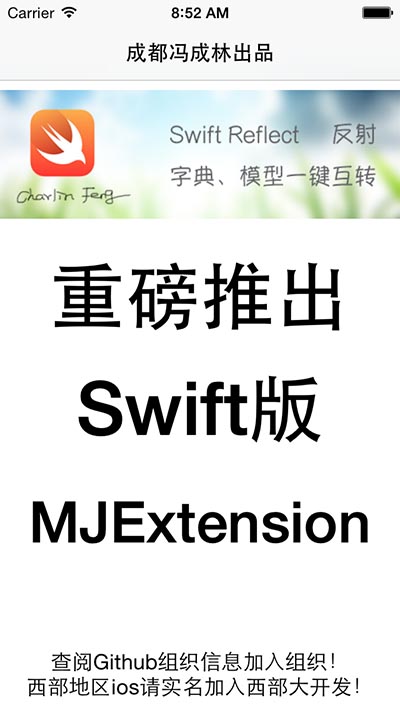 Carrier 8:52 AM
成都冯成林出品
Swift Reflect 反射
字典、模型一键互转
Charlin Feng
重磅推出
Swift版
MJExtension
查阅Github组织信息加入组织！
西部地区ios请实名加入西部大开发！